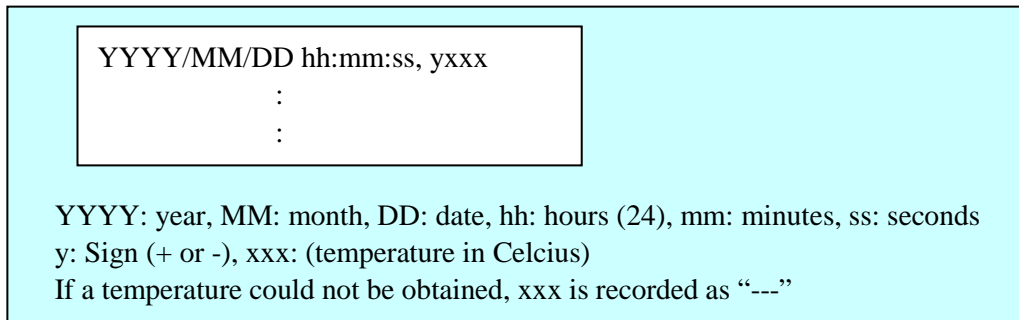 YYYY/MM/DD hh:mm:ss, yxxx
:
:
YYYY: year, MM: month, DD: date, hh: hours (24), mm: minutes, ss: seconds
y: Sign (+ or -), xxx: (temperature in Celcius)
If a temperature could not be obtained, xxx is recorded as “---”